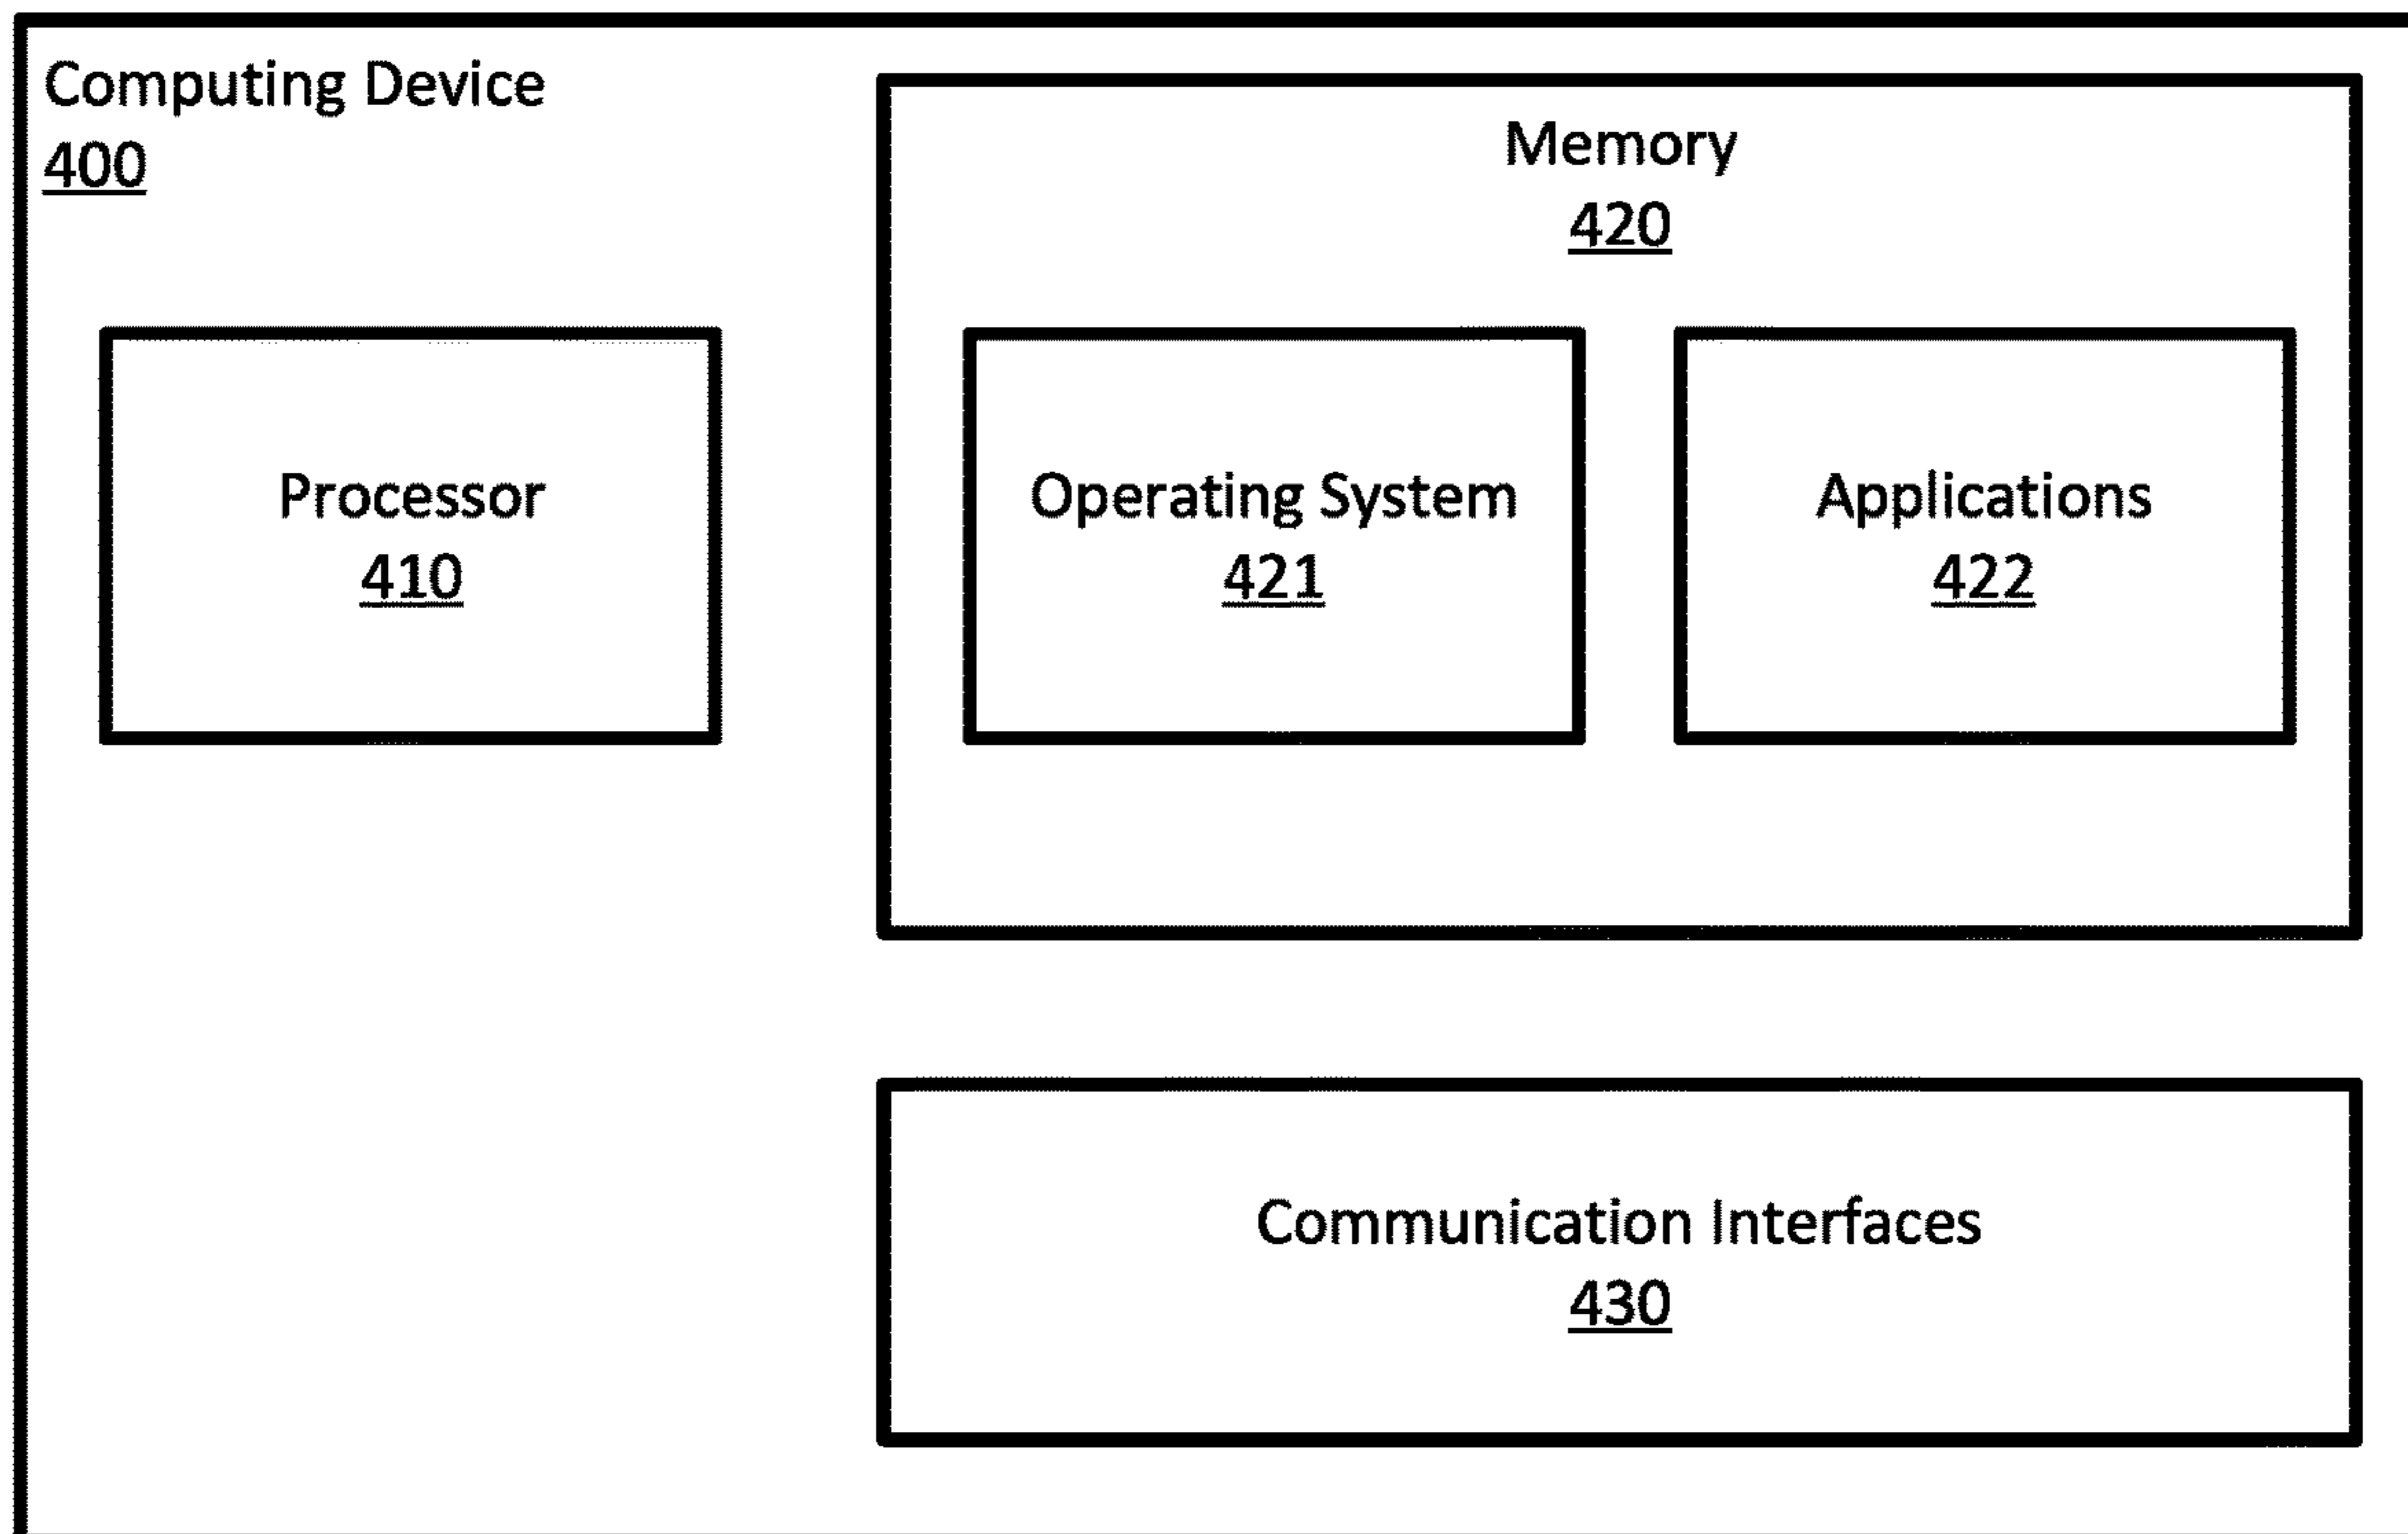 Computing Device
400
Memory
420
Processor
410
Operating System
421
Applications
422
Communication Interfaces
430